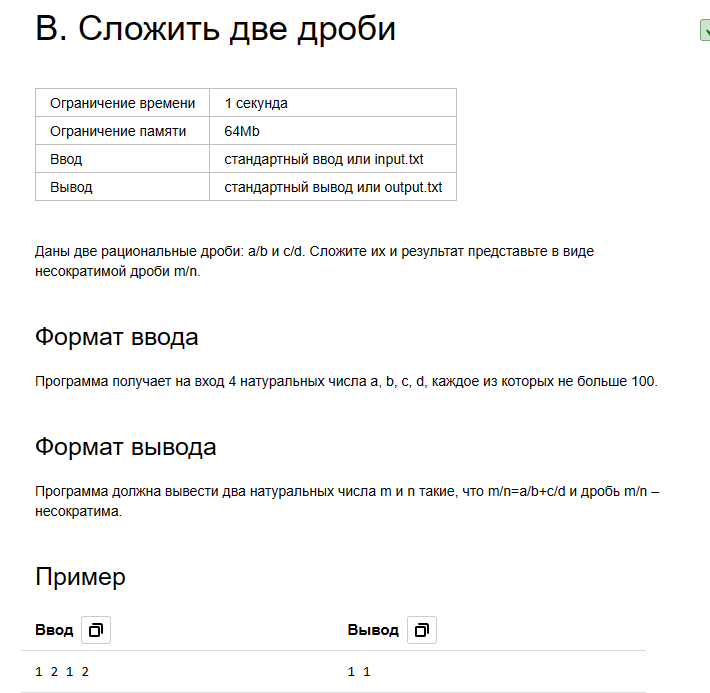 B. Сложить две дроби
Ограничение времени 1 секунда
Ограничение памяти 64Mb
Ввод стандартный ввод или input.txt
Вывод стандартный вывод или output.txt
Даны две рациональные дроби: a/b и c/d. Сложите их и результат представьте в виде
несократимой дроби m/n.
Формат ввода
Программа получает на вход 4 натуральных числа a, b, c, d, каждое из которых не больше 100.
Формат вывода
Программа должна вывести два натуральных числа m и n такие, что m/n=a/b+c/d и дробь m/n –
несократима.
Пример
Ввод Вывод
1 2 1 2 1 1